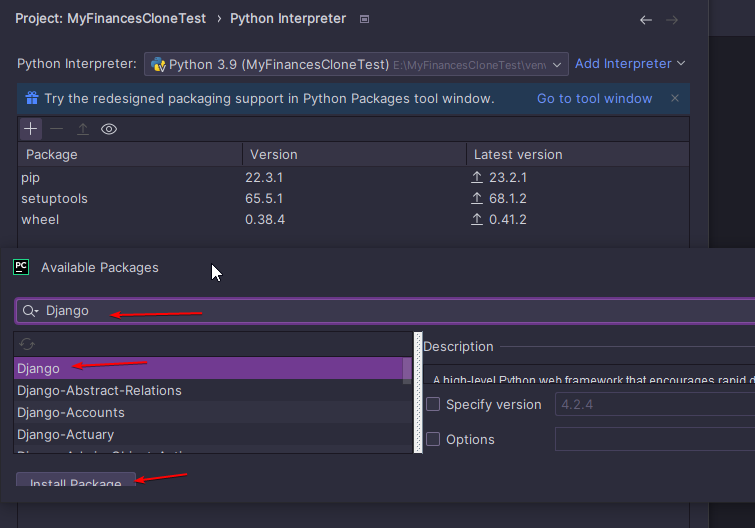 Project: MyFinancesCloneTest › Python Interpreter
Python Interpreter: Python 3.9 (MyFinancesCloneTest) E:\MyFinancesCloneTest\venv Add Interpreter
Try the redesigned packaging support in Python Packages tool window. Go to tool window
Package Version Latest version
pip 22.3.1 23.2.1
setuptools 65.5.1 68.1.2
wheel 0.38.4 0.41.2
PC Available Packages
Django
Description
Django
A high-level Python web framework that encourages rapid d
Django-Abstract-Relations
Specify version 4.2.4
Django-Accounts
Django-Actuary
Options
Install Package